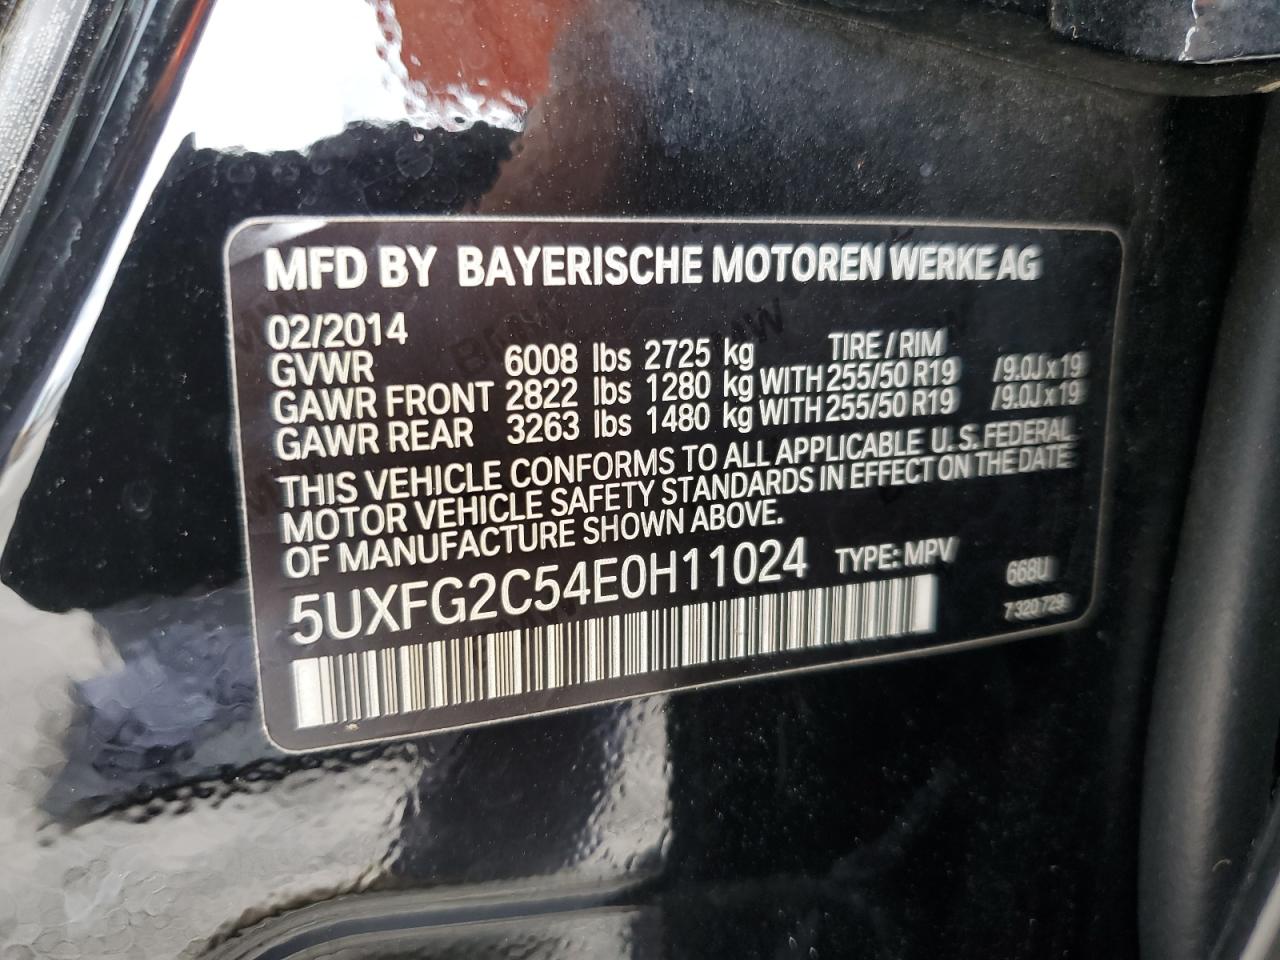 MFD BY BAYERISCHE MOTOREN WERKE AG
02/2014 TIRE / RIM
GVWR 6008 lbs 2725 kg
GAWR FRONT 2822 lbs 1280 kg WITH 255/50 R19 /9.0J x 19
GAWR REAR 3263 lbs 1480 kg WITH 255/50 R19 /9.0J x 19
THIS VEHICLE CONFORMS TO ALL APPLICABLE U.S. FEDERAL
MOTOR VEHICLE SAFETY STANDARDS IN EFFECT ON THE DATE
OF MANUFACTURE SHOWN ABOVE.
5UXFG2C54E0H11024 TYPE: MPV
668U
7 320 729